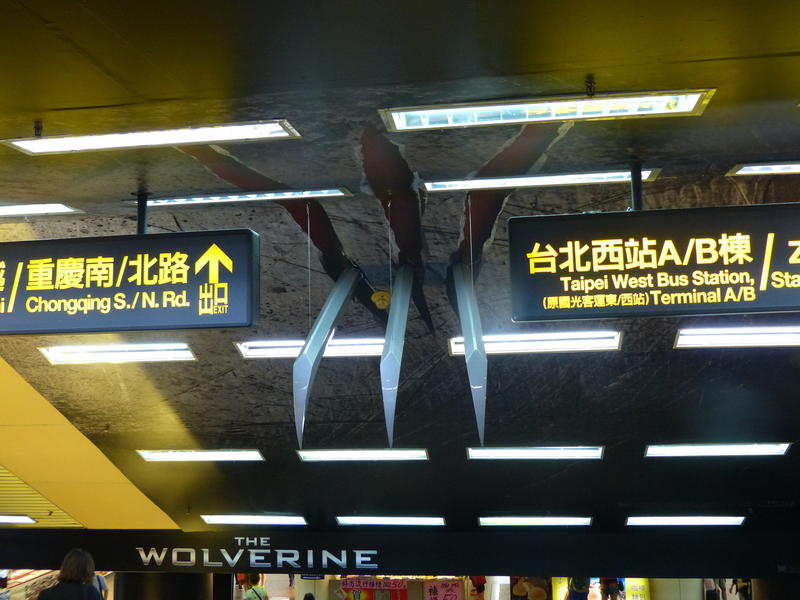 重慶南/北路
Chongqing S./N. Rd.
出口
EXIT
台北西站A/B棟
Taipei West Bus Station,
(原國光客運東/西站) Terminal A/B
Sta
THE
WOLVERINE